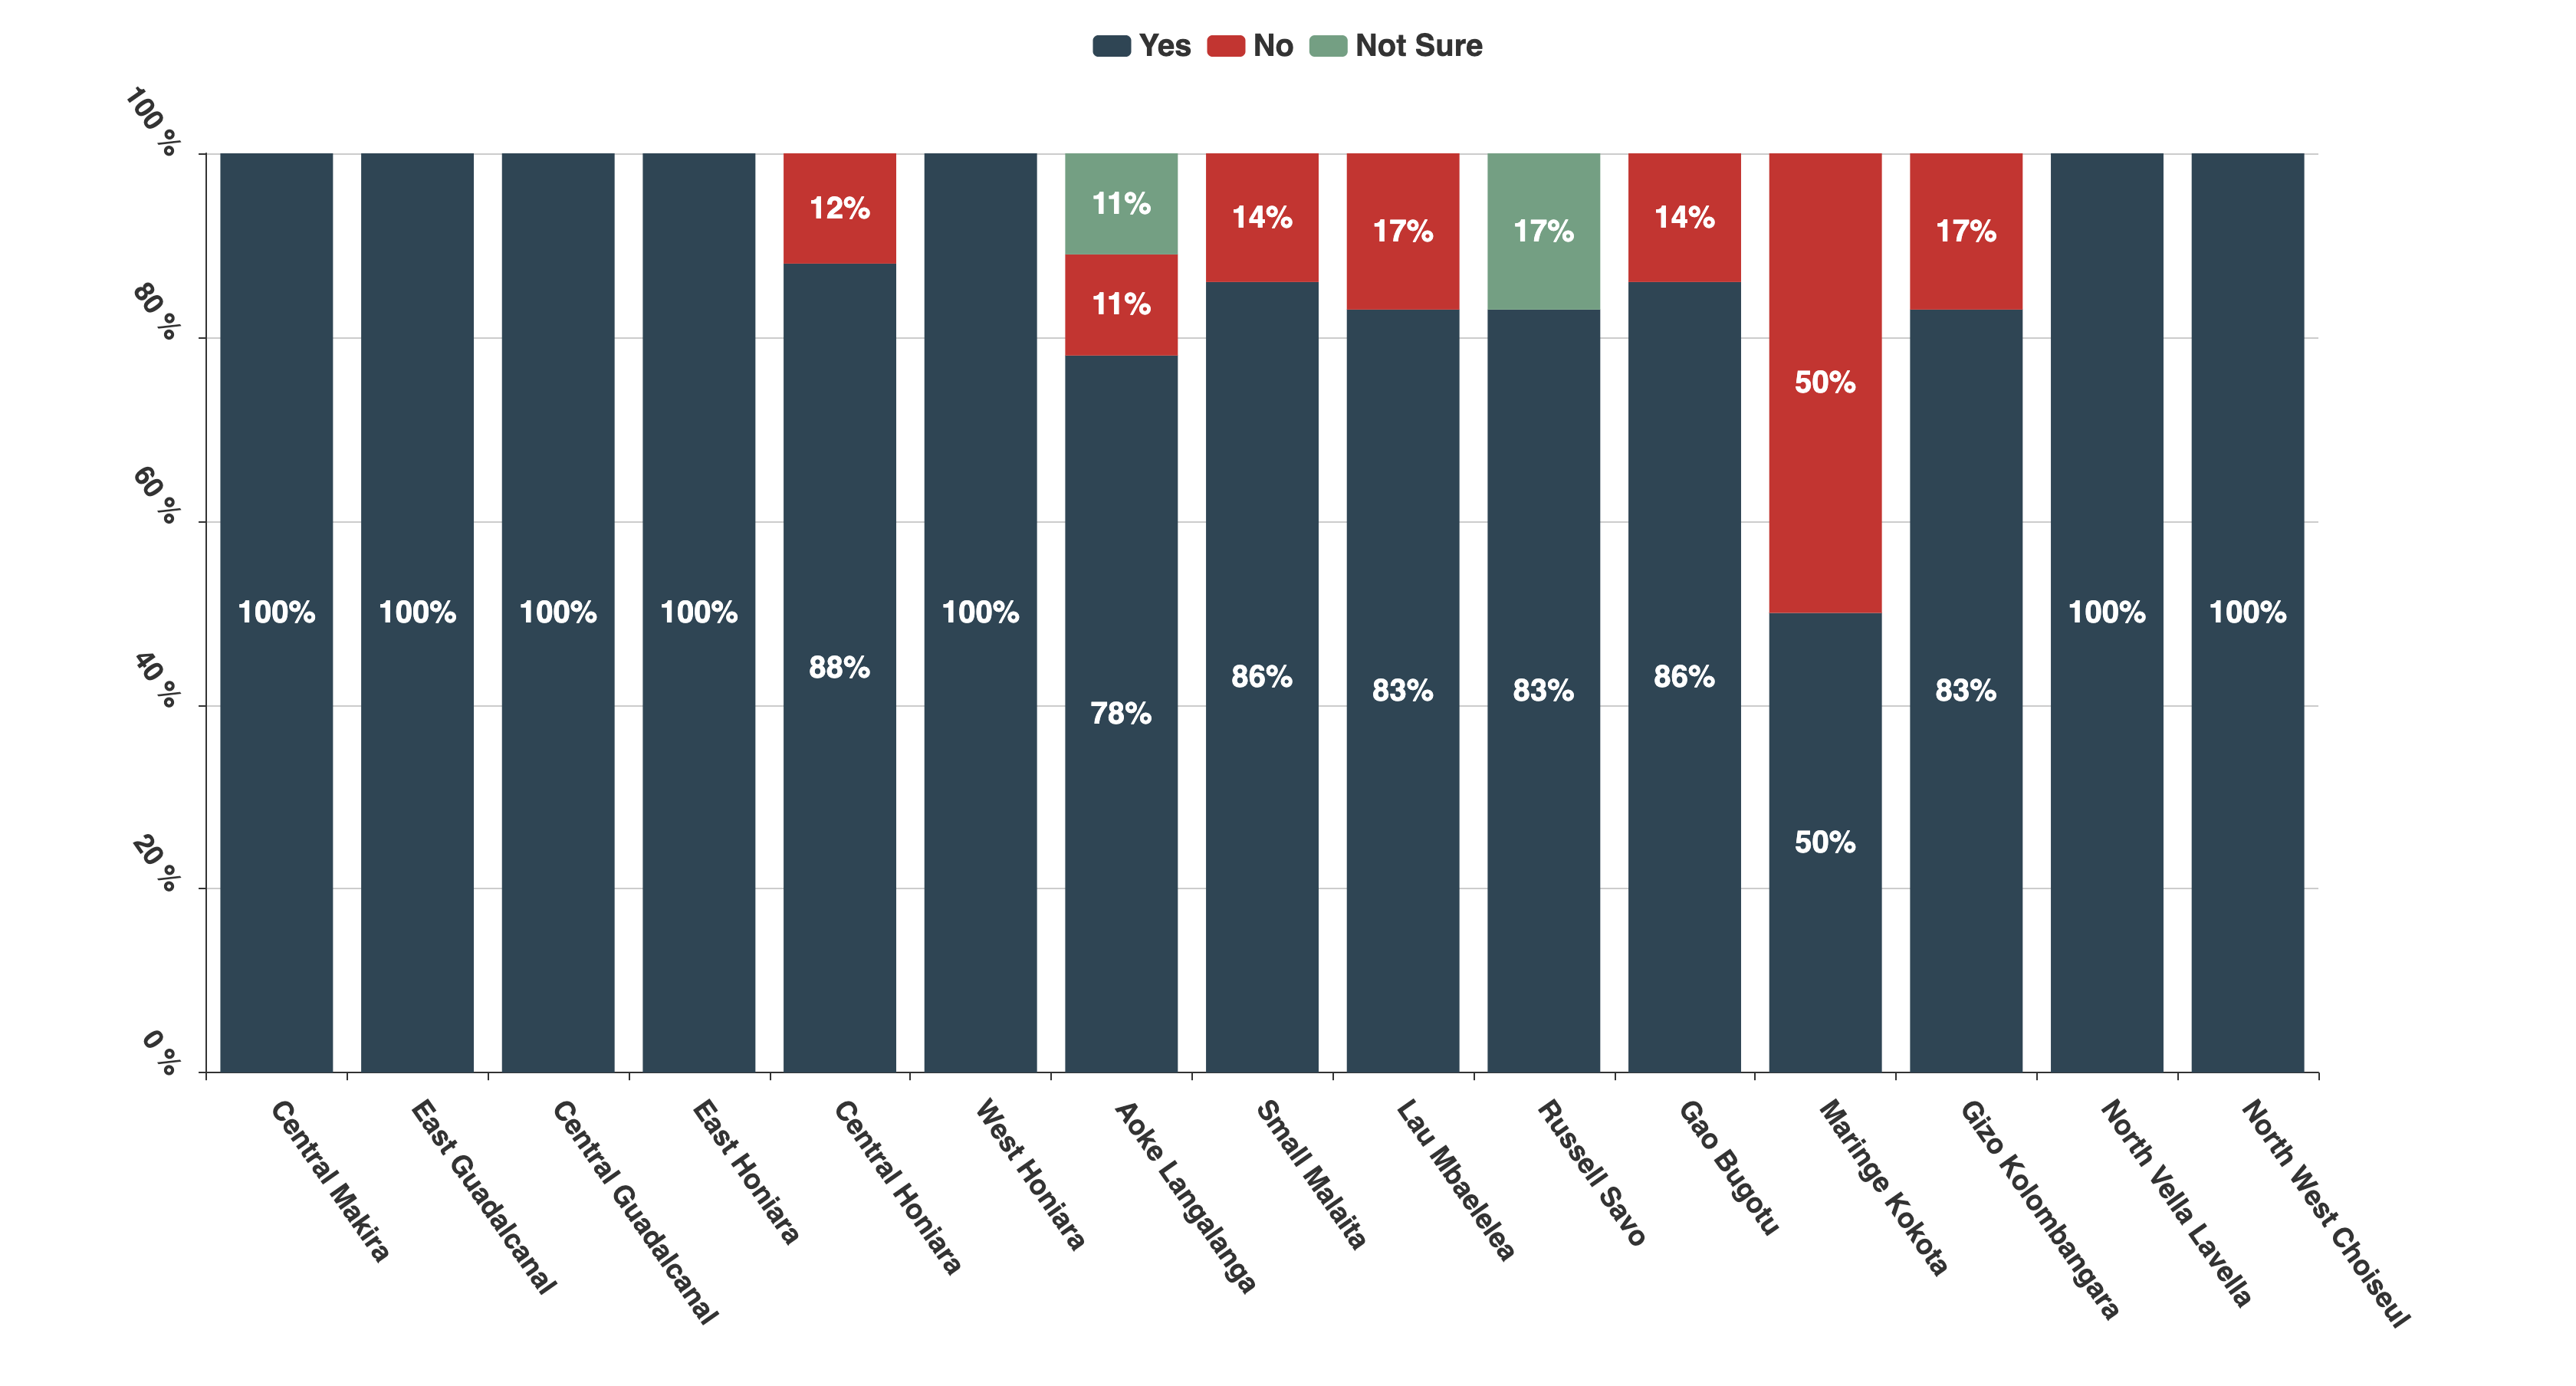 Yes No Not Sure
100 %
80 %
60 %
40 %
20 %
0 %
12% 11% 14% 17% 17% 14% 17%
11%
50%
100% 100% 100% 100% 100% 100% 100%
88% 86% 83% 83% 86% 83%
78%
50%
Central Makira
East Guadalcanal
Central Guadalcanal
East Honiara
Central Honiara
West Honiara
Aoke Langalanga
Small Malaita
Lau Mbaelelea
Russell Savo
Gao Bugotu
Maringe Kokota
Gizo Kolombangara
North Vella Lavella
North West Choiseul